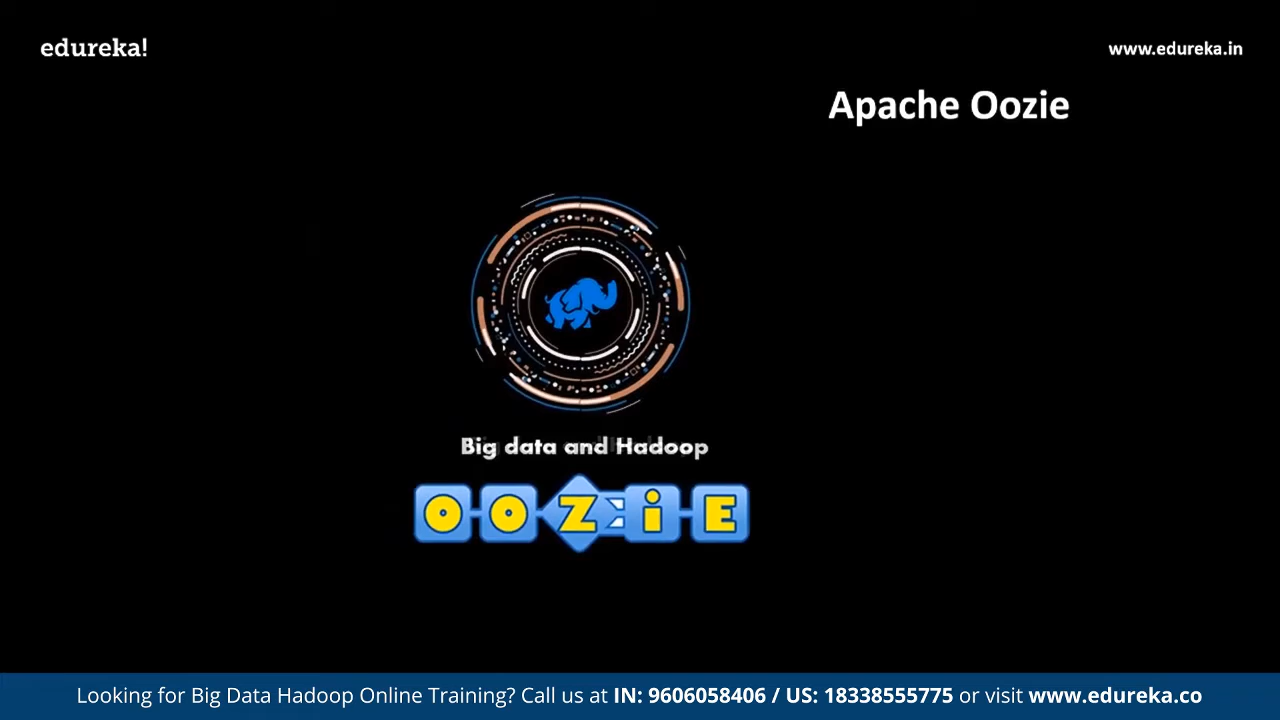 edureka!
www.edureka.in
Apache Oozie
Big data and Hadoop
OOZiE
Looking for Big Data Hadoop Online Training? Call us at IN: 9606058406 / US: 18338555775 or visit www.edureka.co